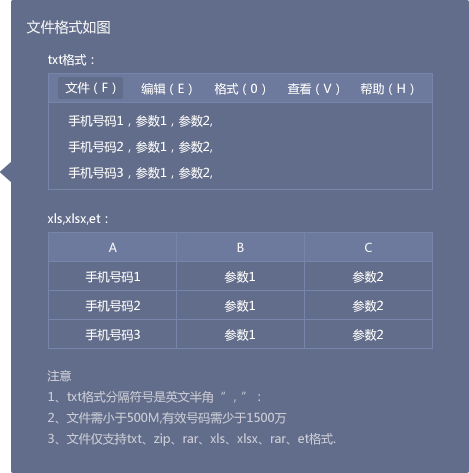 文件格式如图
txt格式：
文件（F） 编辑（E） 格式（0） 查看（V） 帮助（H）
手机号码1，参数1，参数2,
手机号码2，参数1，参数2,
手机号码3，参数1，参数2,
xls,xlsx,et：
A B C
手机号码1 参数1 参数2
手机号码2 参数1 参数2
手机号码3 参数1 参数2
注意
1、txt格式分隔符号是英文半角“ , ”：
2、文件需小于500M,有效号码需少于1500万
3、文件仅支持txt、zip、rar、xls、xlsx、rar、et格式.